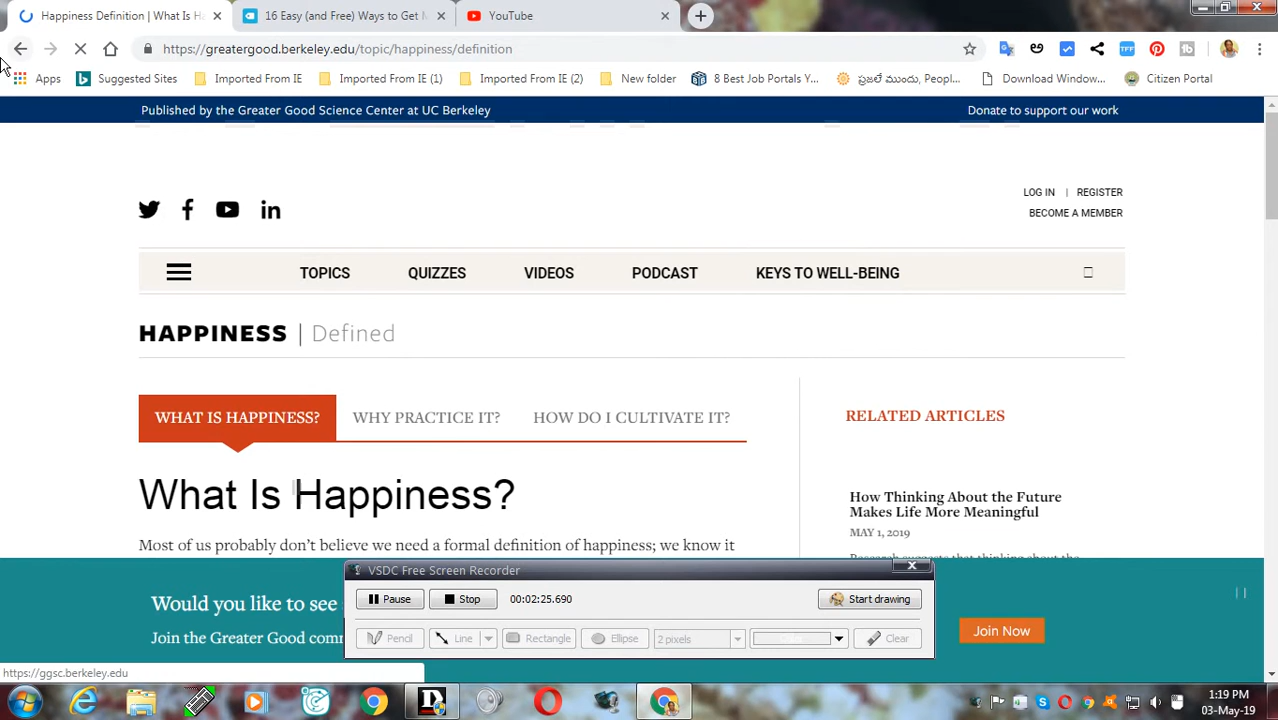 Happiness Definition | What Is H
16 Easy (and Free) Ways to Get M
YouTube
https://greatergood.berkeley.edu/topic/happiness/definition
Apps
Suggested Sites
Imported From IE
Imported From IE (1)
Imported From IE (2)
New folder
8 Best Job Portals Y...
ప్రజలే ముందు, Peopl...
Download Window...
Citizen Portal
Published by the Greater Good Science Center at UC Berkeley
Donate to support our work
LOG IN | REGISTER
BECOME A MEMBER
TOPICS
QUIZZES
VIDEOS
PODCAST
KEYS TO WELL-BEING
HAPPINESS | Defined
WHAT IS HAPPINESS?
WHY PRACTICE IT?
HOW DO I CULTIVATE IT?
RELATED ARTICLES
What Is Happiness?
How Thinking About the Future
Makes Life More Meaningful
MAY 1, 2019
Most of us probably don't believe we need a formal definition of happiness; we know it
Research suggests that thinking about the
VSDC Free Screen Recorder
Would you like to see
Pause
Stop
00:02:25.690
Start drawing
Join the Greater Good com
Pencil
Line
Rectangle
Ellipse
2 pixels
Color
Clear
Join Now
https://ggsc.berkeley.edu
1:19 PM
03-May-19